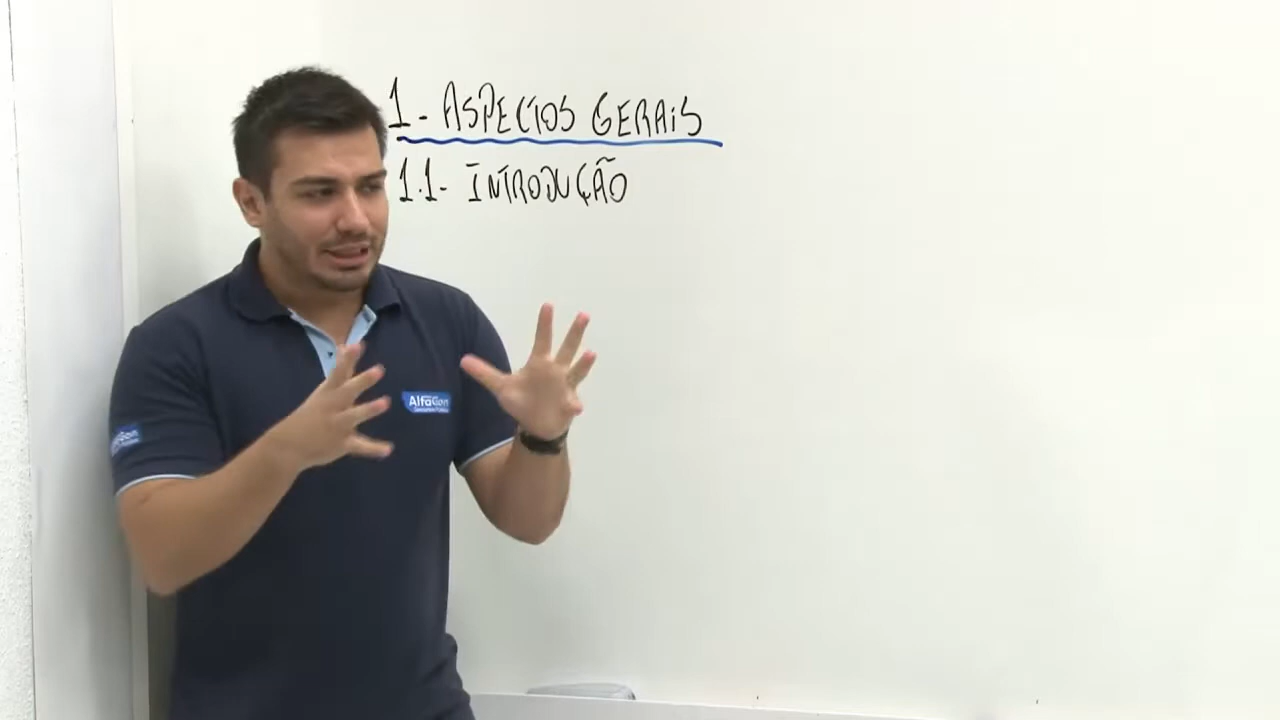 1 - ASPECTOS GERAIS
1.1 - INTRODUÇÃO
AlfaCon